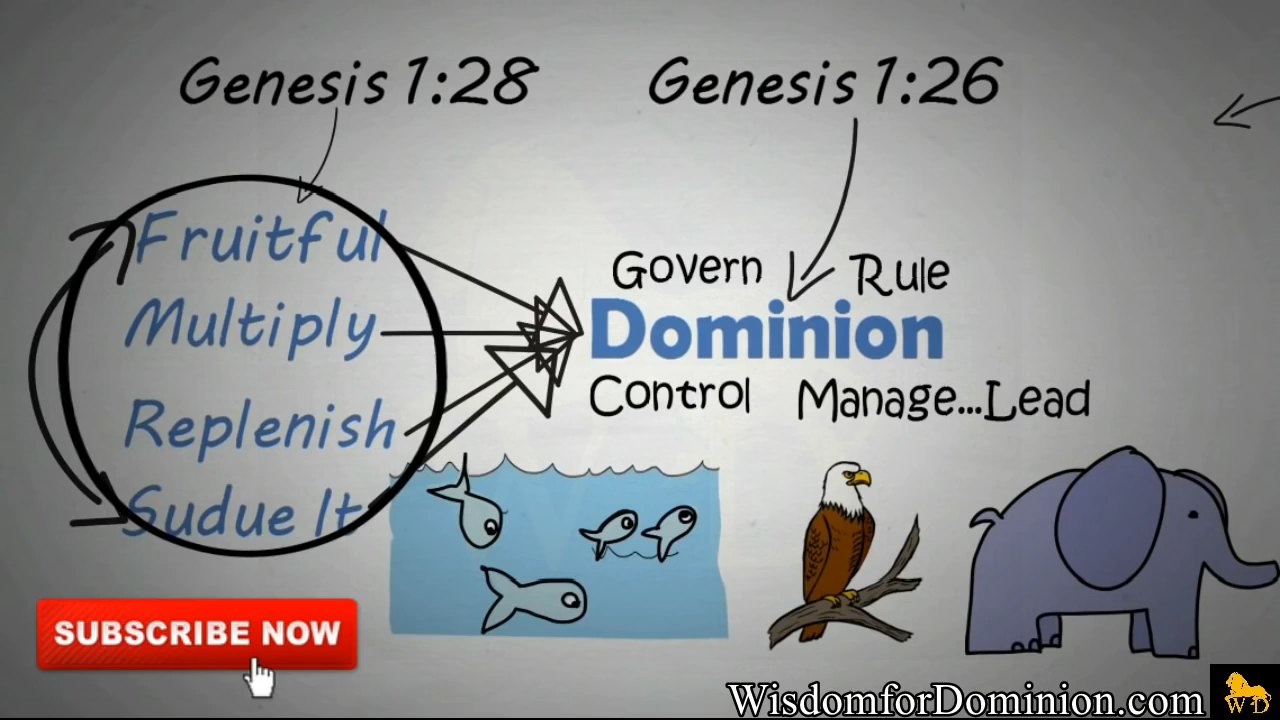 Genesis 1:28
Genesis 1:26
Fruitful
Multiply
Replenish
Sudue It
Govern Rule
Dominion
Control Manage...Lead
SUBSCRIBE NOW
WisdomforDominion.com
WD